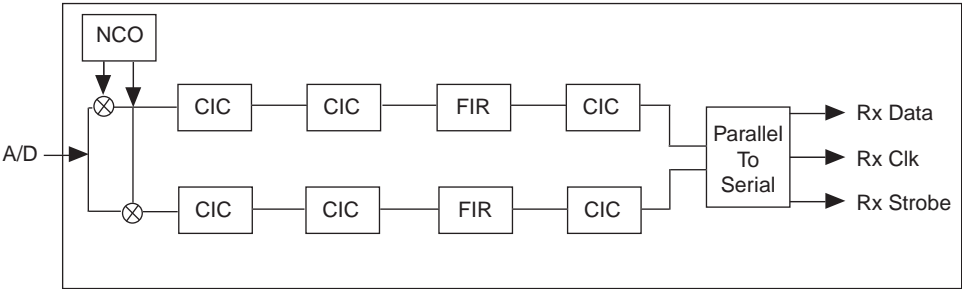 NCO
CIC
CIC
FIR
CIC
A/D
Parallel
To
Serial
Rx Data
Rx Clk
Rx Strobe
CIC
CIC
FIR
CIC